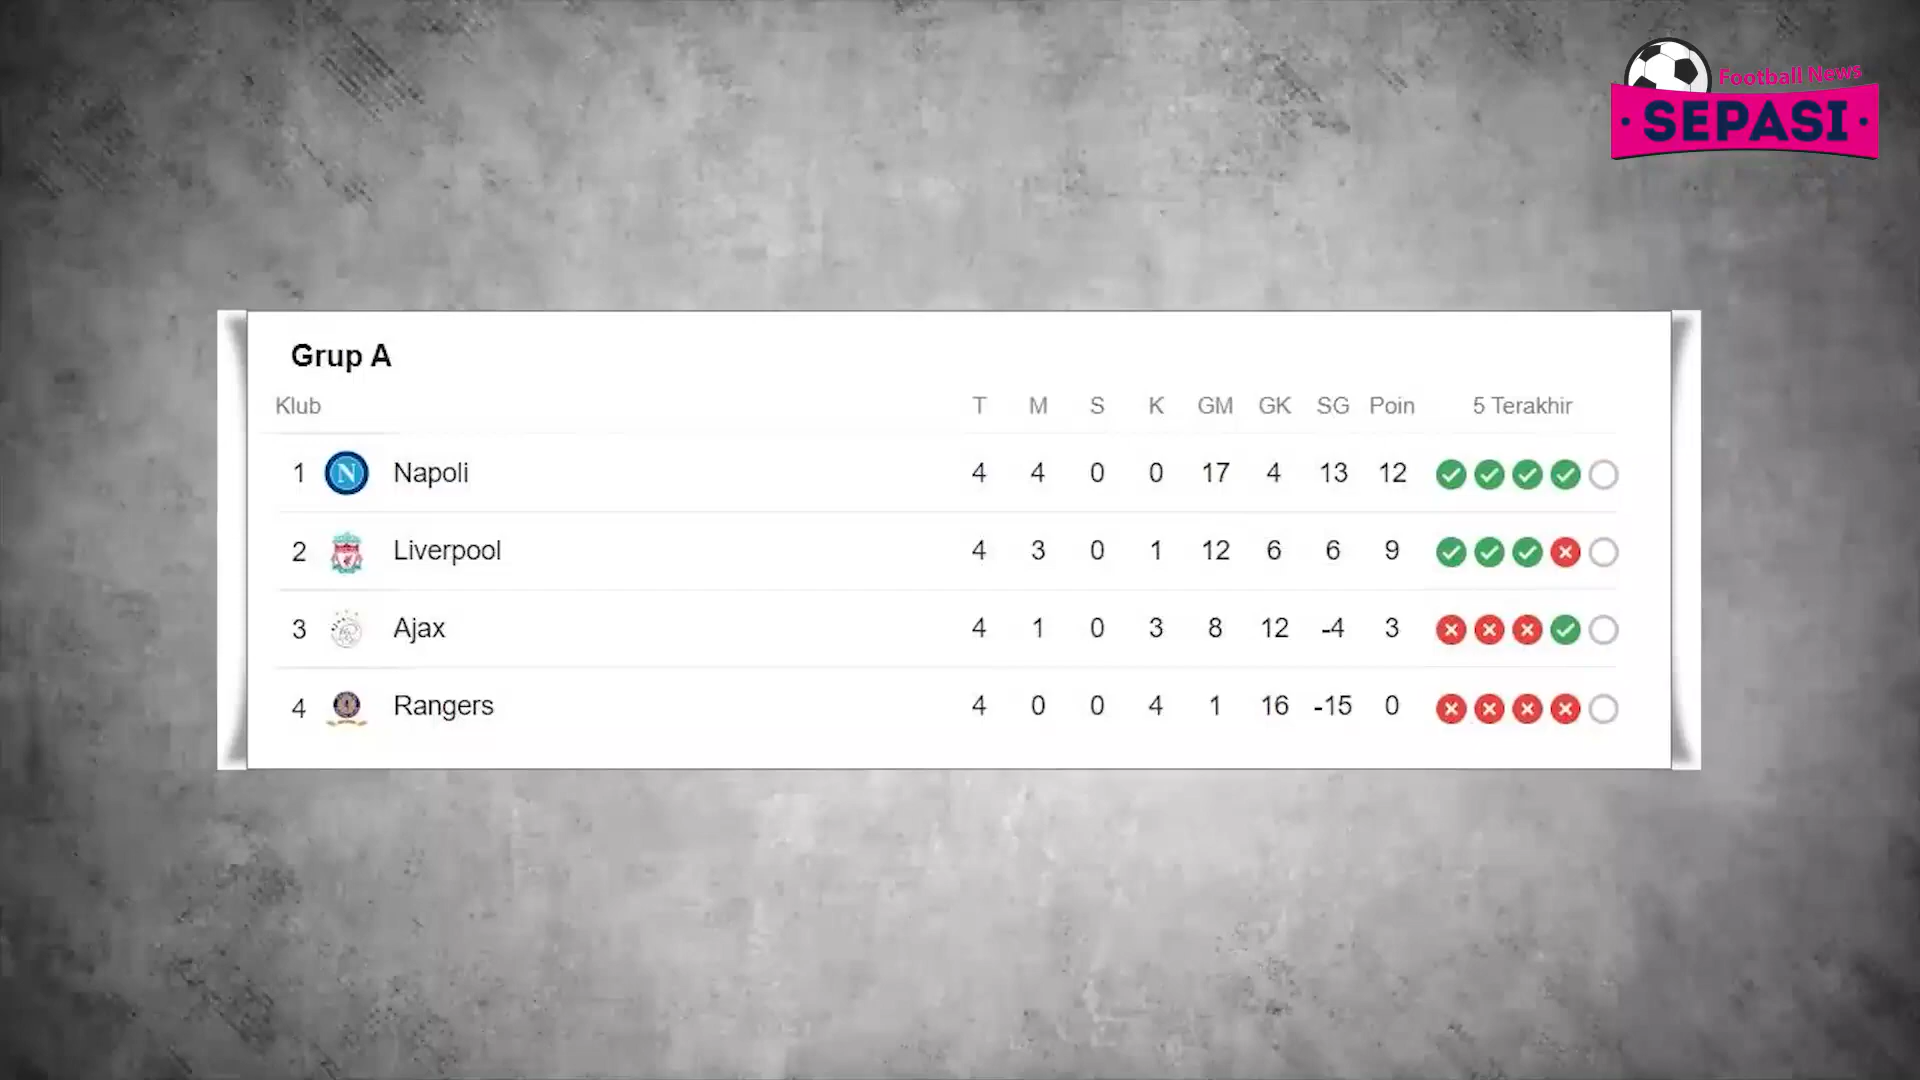 Football News
SEPASI
Grup A
Klub T M S K GM GK SG Poin 5 Terakhir
1 N Napoli 4 4 0 0 17 4 13 12
2 Liverpool 4 3 0 1 12 6 6 9
3 Ajax 4 1 0 3 8 12 -4 3
4 Rangers 4 0 0 4 1 16 -15 0